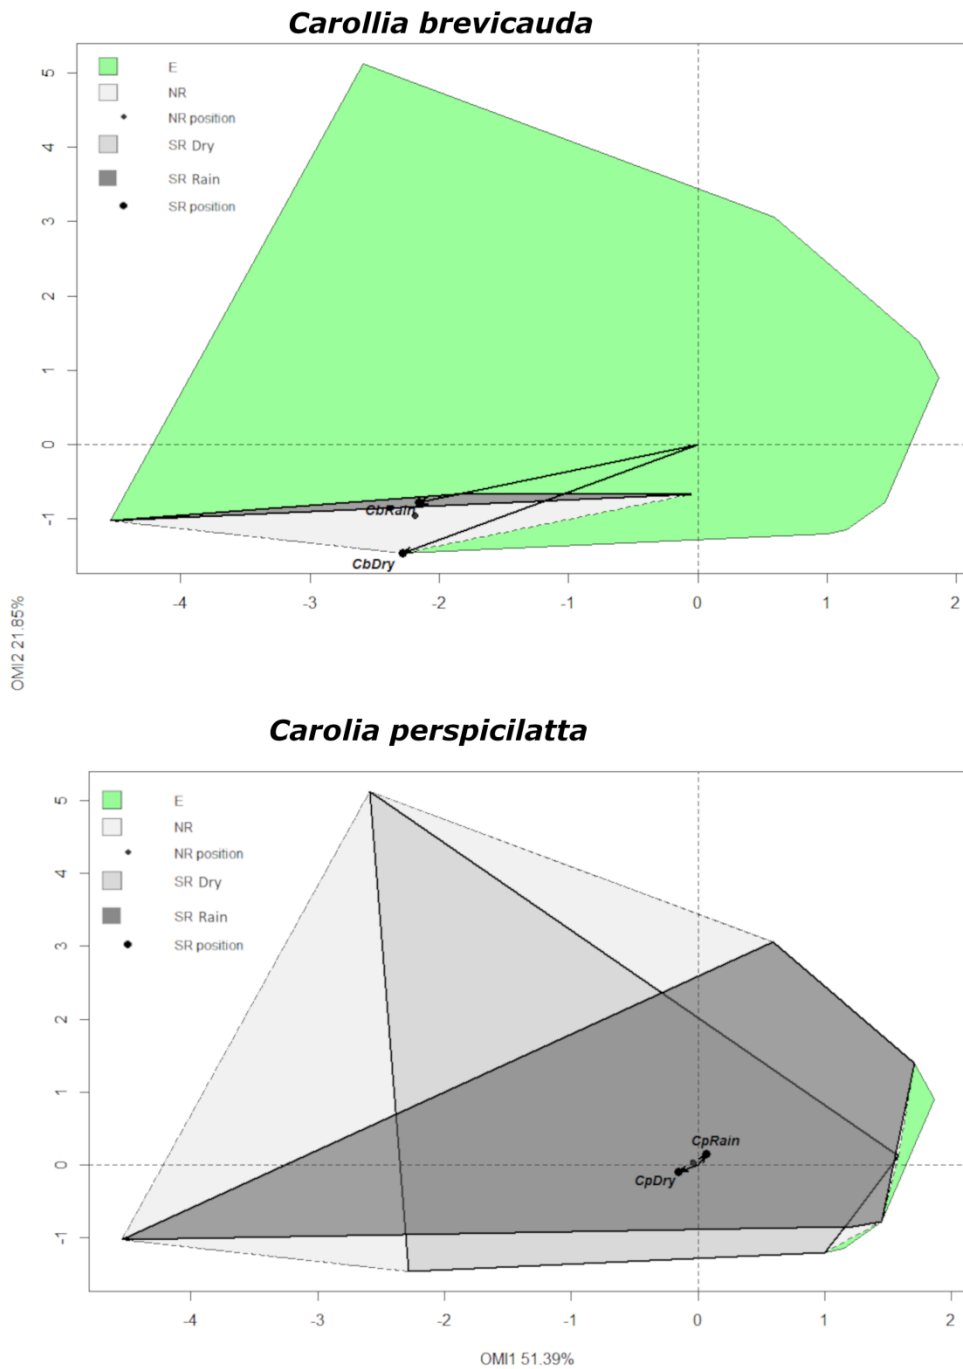 Carollia brevicauda
E
NR
NR position
SR Dry
SR Rain
SR position
5
4
3
2
1
0
-1
CbRain
CbDry
-4 -3 -2 -1 0 1 2
OMI2 21.85%
Carolia perspicilatta
E
NR
NR position
SR Dry
SR Rain
SR position
5
4
3
2
1
0
-1
CpRain
CpDry
-4 -3 -2 -1 0 1 2
OMI1 51.39%